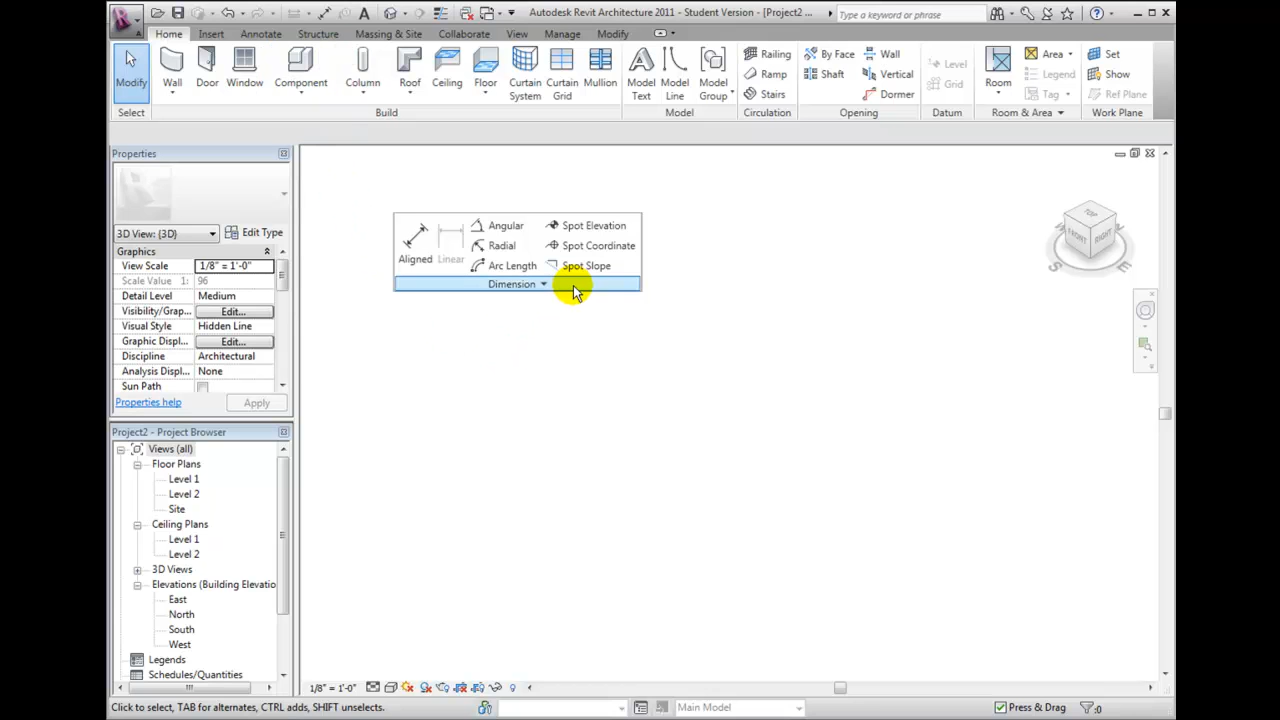 Autodesk Revit Architecture 2011 - Student Version - [Project2 ...
Type a keyword or phrase
Home Insert Annotate Structure Massing & Site Collaborate View Manage Modify
Modify
Wall
Door
Window
Component
Column
Roof
Ceiling
Floor
Curtain System
Curtain Grid
Mullion
Model Text
Model Line
Model Group
Railing
Ramp
Stairs
By Face
Shaft
Wall
Vertical
Dormer
Level
Grid
Room
Area
Legend
Tag
Set
Show
Ref Plane
Select Build Model Circulation Opening Datum Room & Area Work Plane
Properties
3D View: {3D} Edit Type
Graphics
View Scale 1/8" = 1'-0"
Scale Value 1: 96
Detail Level Medium
Visibility/Grap... Edit...
Visual Style Hidden Line
Graphic Displ... Edit...
Discipline Architectural
Analysis Displ... None
Sun Path
Properties help Apply
Aligned
Linear
Angular
Radial
Arc Length
Spot Elevation
Spot Coordinate
Spot Slope
Dimension
TOP
FRONT
RIGHT
S
E
Project2 - Project Browser
Views (all)
Floor Plans
Level 1
Level 2
Site
Ceiling Plans
Level 1
Level 2
3D Views
Elevations (Building Elevatio
East
North
South
West
Legends
Schedules/Quantities
1/8" = 1'-0"
Click to select, TAB for alternates, CTRL adds, SHIFT unselects.
Main Model
Press & Drag
:0